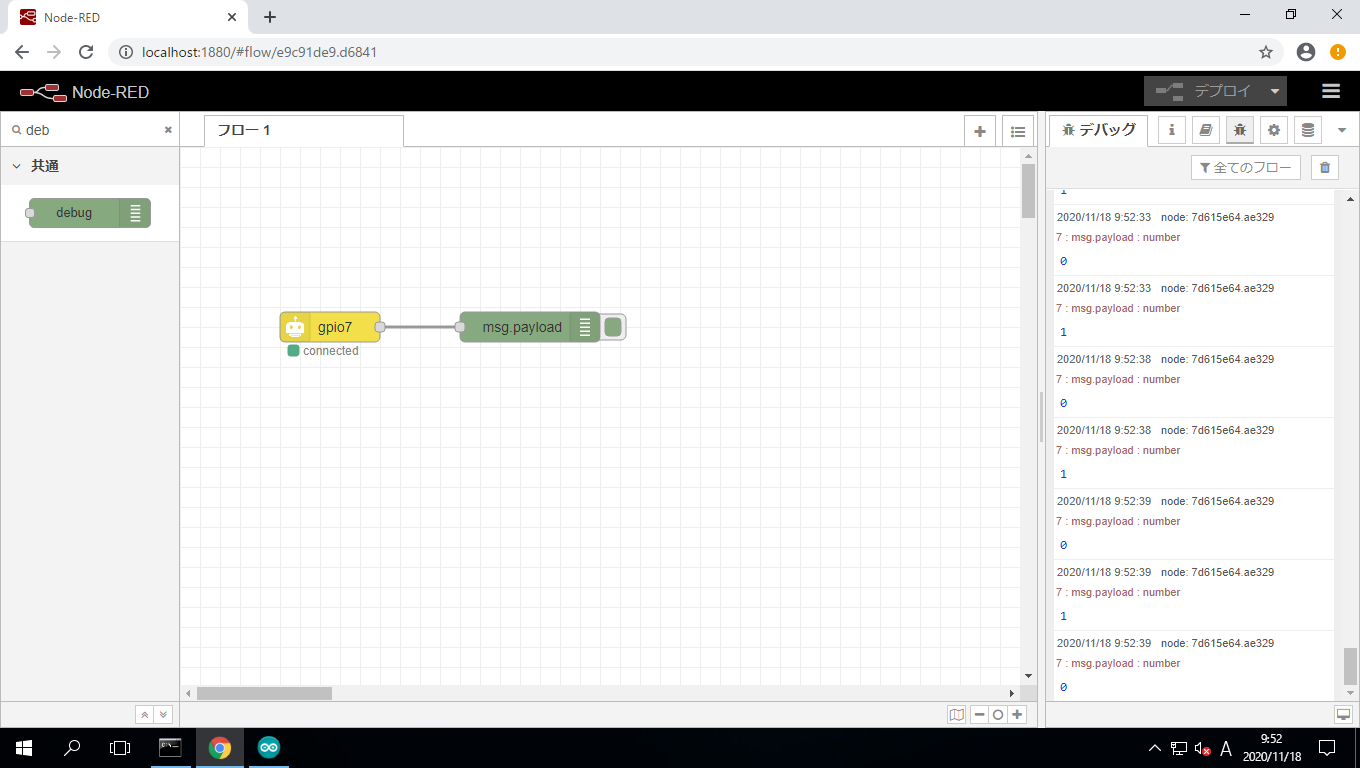 Node-RED
localhost:1880/#flow/e9c91de9.d6841
Node-RED
デプロイ
deb
フロー 1
デバッグ
共通
全てのフロー
debug
1
2020/11/18 9:52:33 node: 7d615e64.ae329
7 : msg.payload : number
0
2020/11/18 9:52:33 node: 7d615e64.ae329
7 : msg.payload : number
1
gpio7
msg.payload
connected
2020/11/18 9:52:38 node: 7d615e64.ae329
7 : msg.payload : number
0
2020/11/18 9:52:38 node: 7d615e64.ae329
7 : msg.payload : number
1
2020/11/18 9:52:39 node: 7d615e64.ae329
7 : msg.payload : number
0
2020/11/18 9:52:39 node: 7d615e64.ae329
7 : msg.payload : number
1
2020/11/18 9:52:39 node: 7d615e64.ae329
7 : msg.payload : number
0
A
9:52
2020/11/18